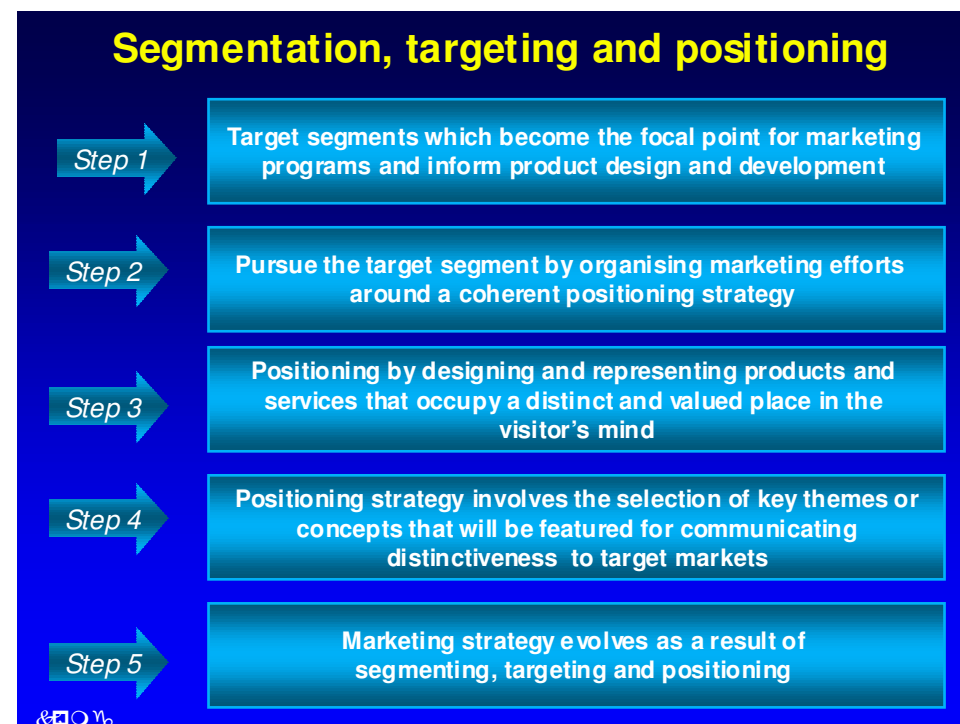 Segmentation, targeting and positioning
Step 1
Target segments which become the focal point for marketing
programs and inform product design and development
Step 2
Pursue the target segment by organising marketing efforts
around a coherent positioning strategy
Step 3
Positioning by designing and representing products and
services that occupy a distinct and valued place in the
visitor’s mind
Step 4
Positioning strategy involves the selection of key themes or
concepts that will be featured for communicating
distinctiveness to target markets
Step 5
Marketing strategy evolves as a result of
segmenting, targeting and positioning